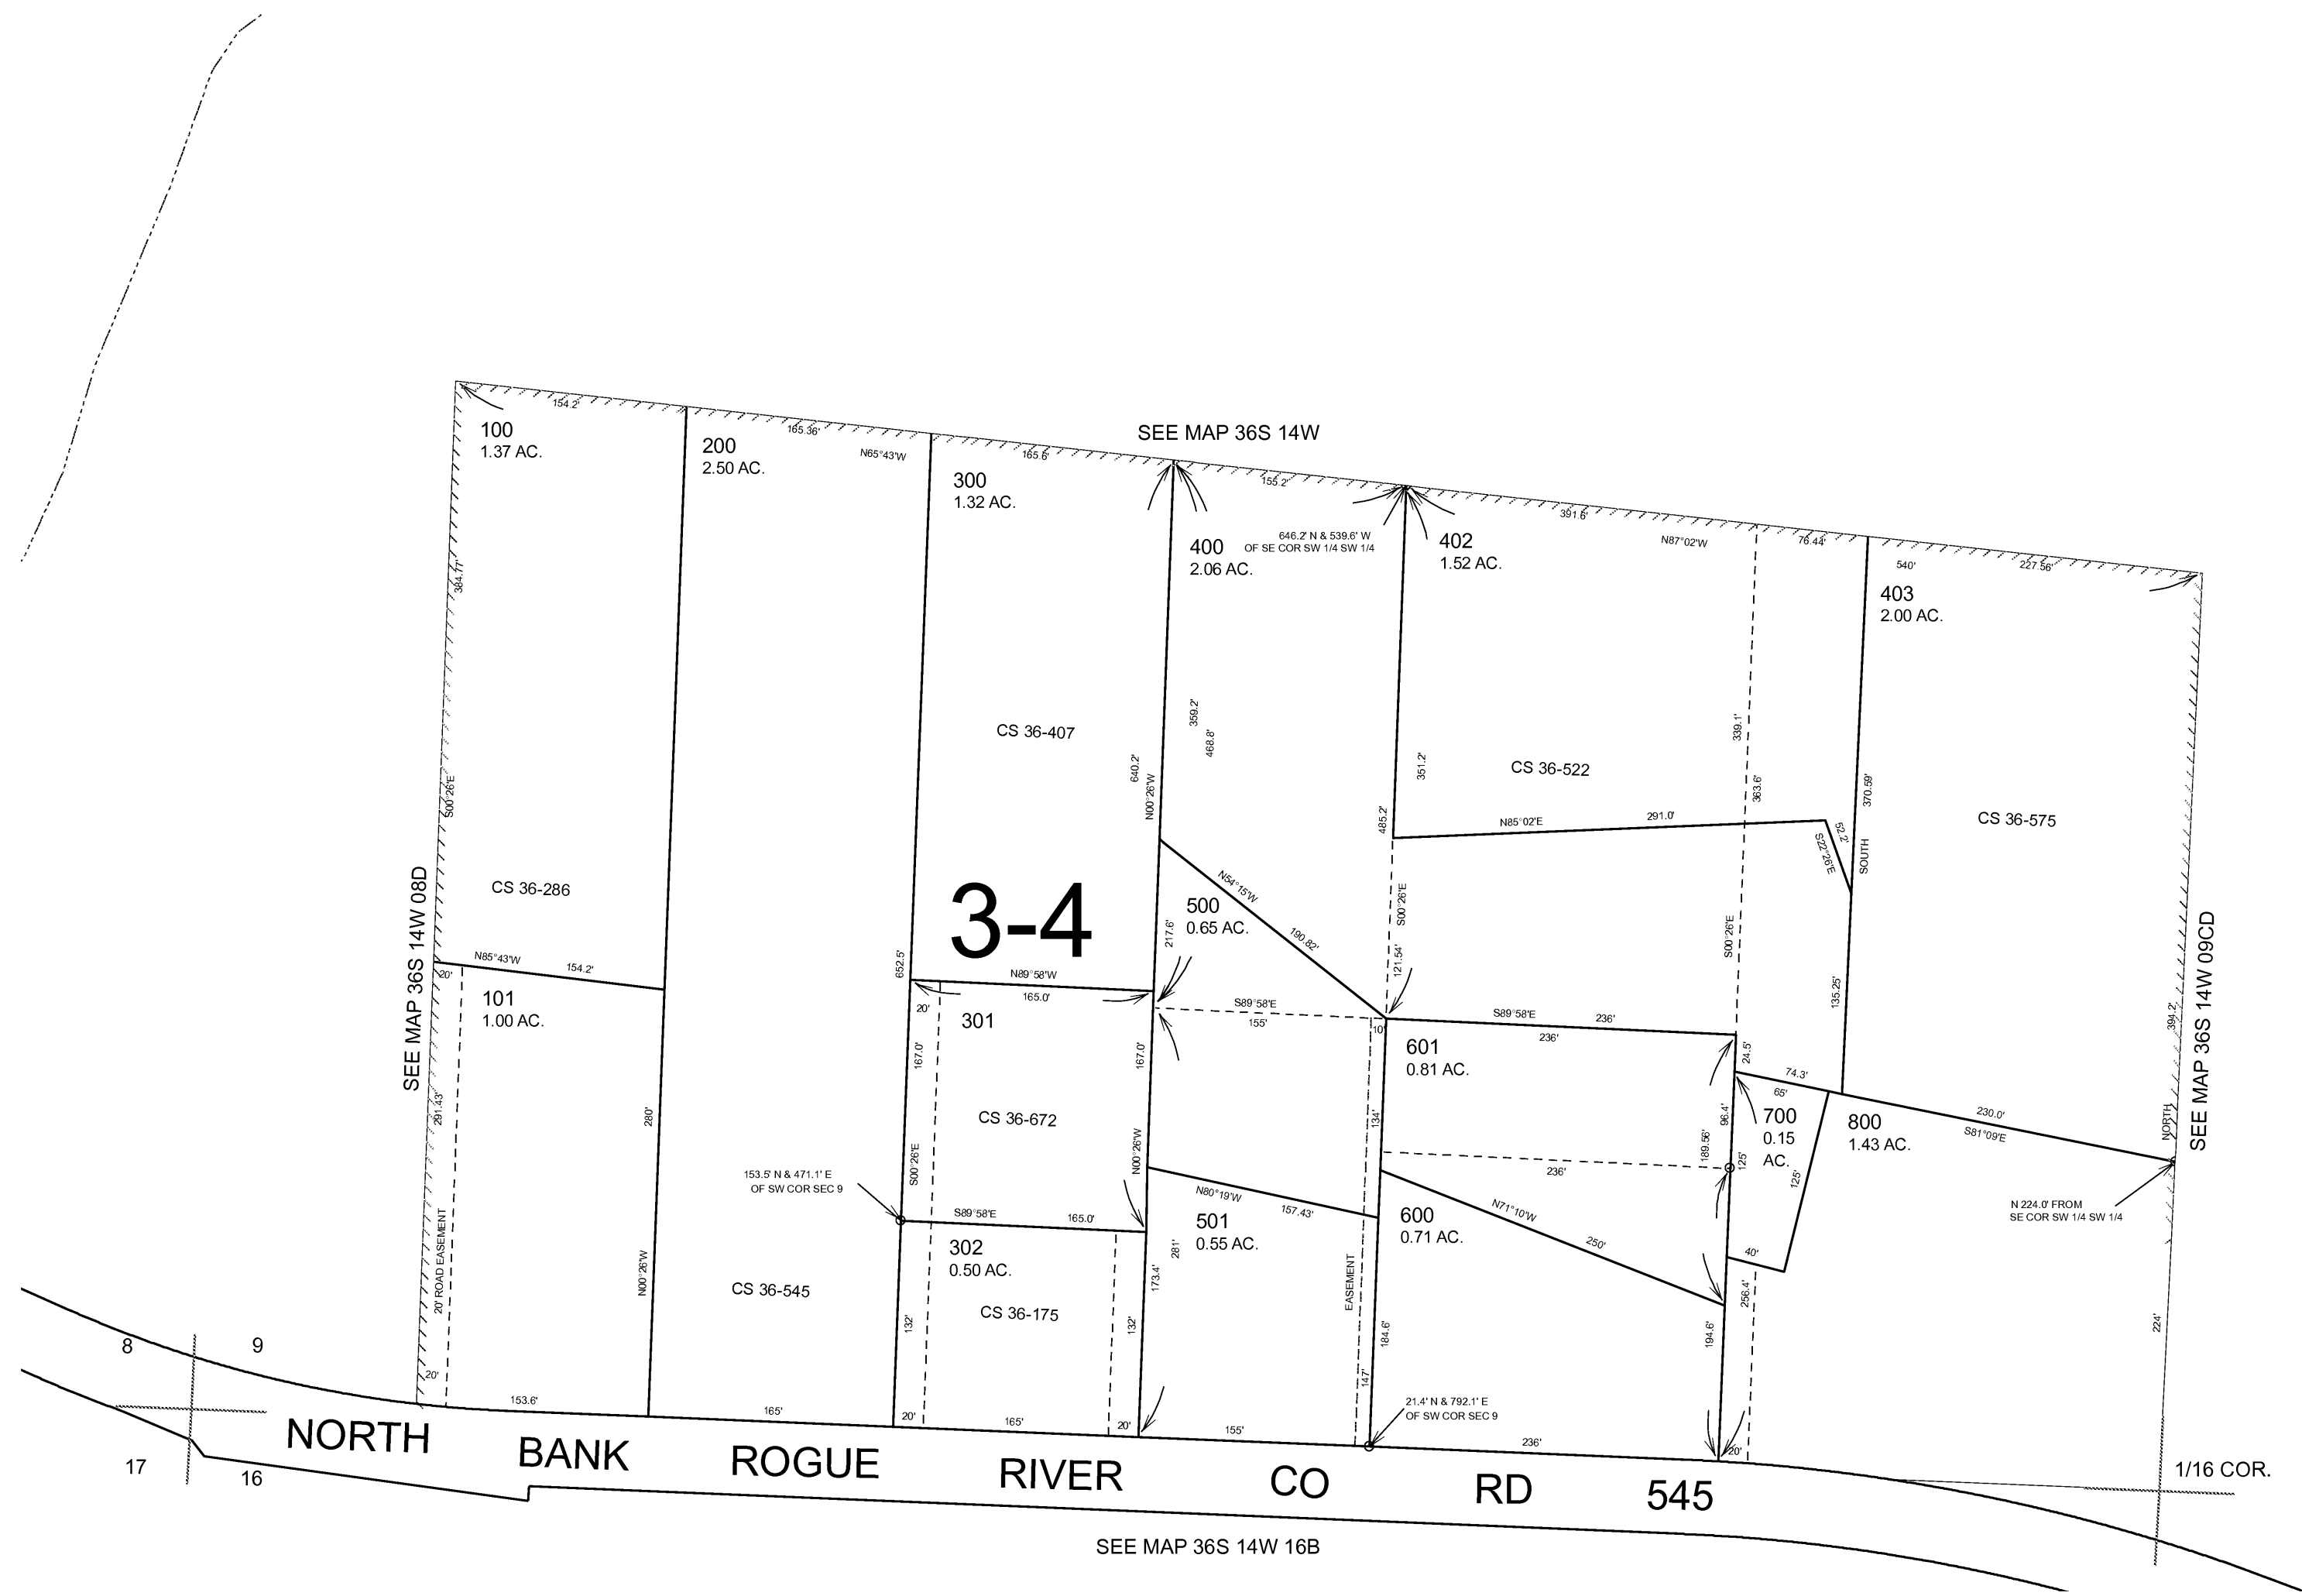 154.2'
100
1.37 AC.
165.36'
SEE MAP 36S 14W
200
2.50 AC.
N65°43'W
165.6'
300
1.32 AC.
155.2'
391.6'
646.2' N & 539.6' W
OF SE COR SW 1/4 SW 1/4
400
2.06 AC.
402
1.52 AC.
N87°02'W
76.44'
540'
227.56'
403
2.00 AC.
384.77'
S00°26'E
CS 36-407
359.2'
468.8'
640.2'
N00°26'W
351.2'
485.2'
CS 36-522
339.1'
363.6'
370.59'
SOUTH
CS 36-575
N85°02'E
291.0'
52.2'
S22°26'E
CS 36-286
SEE MAP 36S 14W 08D
3-4
N54°15'W
190.82'
500
0.65 AC.
217.6'
S00°26'E
121.54'
S00°26'E
135.25'
SEE MAP 36S 14W 09CD
394.2'
NORTH
652.5'
N85°43'W
154.2'
20'
101
1.00 AC.
N89°58'W
165.0'
20'
301
S89°58'E
155'
10'
S89°58'E
236'
236'
601
0.81 AC.
24.5'
74.3'
65'
291.43'
280'
167.0'
167.0'
CS 36-672
134'
96.4'
189.56'
125'
700
0.15
AC.
125'
800
1.43 AC.
230.0'
S81°09'E
153.5' N & 471.1' E
OF SW COR SEC 9
S00°26'E
N00°26'W
236'
N80°19'W
157.43'
N71°10'W
250'
N 224.0' FROM
SE COR SW 1/4 SW 1/4
S89°58'E
165.0'
501
0.55 AC.
600
0.71 AC.
302
0.50 AC.
20' ROAD EASEMENT
N00°26'W
CS 36-545
CS 36-175
281'
173.4'
EASEMENT
40'
256.4'
132'
132'
184.6'
194.6'
224'
8
9
20'
153.6'
165'
20'
165'
20'
155'
147'
21.4' N & 792.1' E
OF SW COR SEC 9
236'
20'
NORTH BANK ROGUE RIVER CO RD 545
17
16
1/16 COR.
SEE MAP 36S 14W 16B